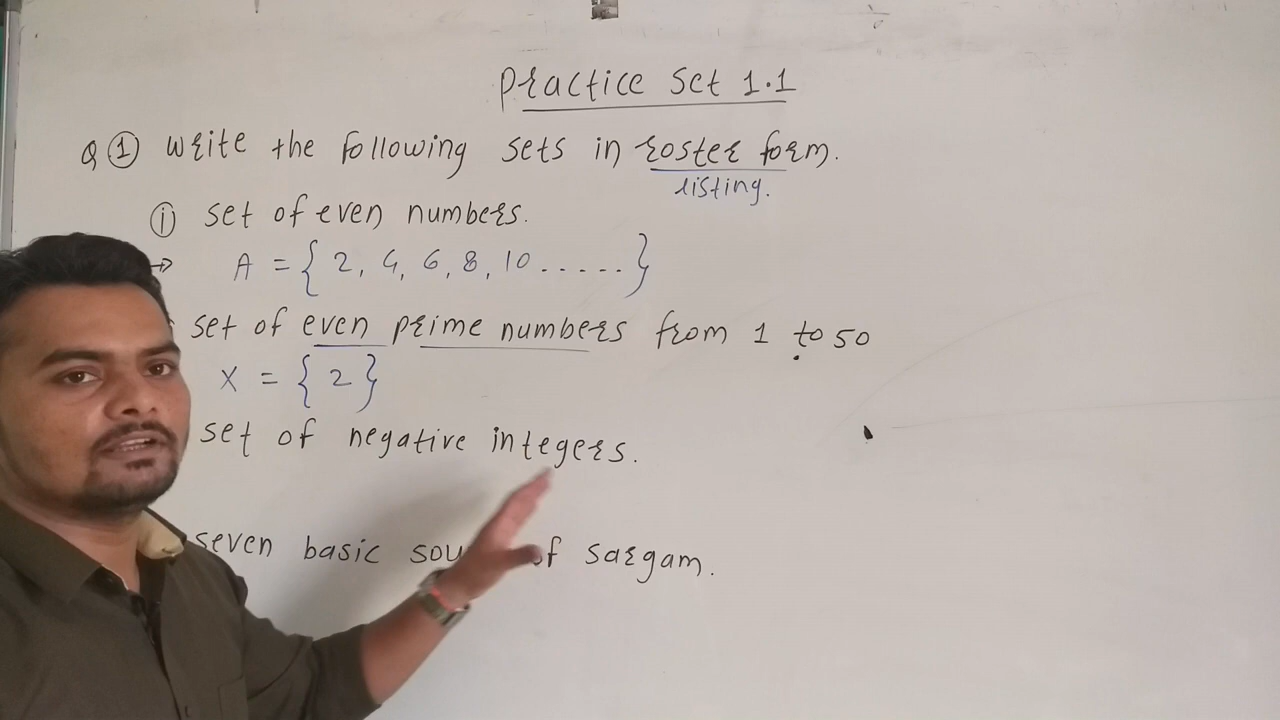 Practice Set 1.1
Q ① Write the following sets in roster form.
listing.
ⓘ set of even numbers.
→ A = { 2, 4, 6, 8, 10 ..... }
set of even prime numbers from 1 to 50
X = { 2 }
set of negative integers.
seven basic of sargam.